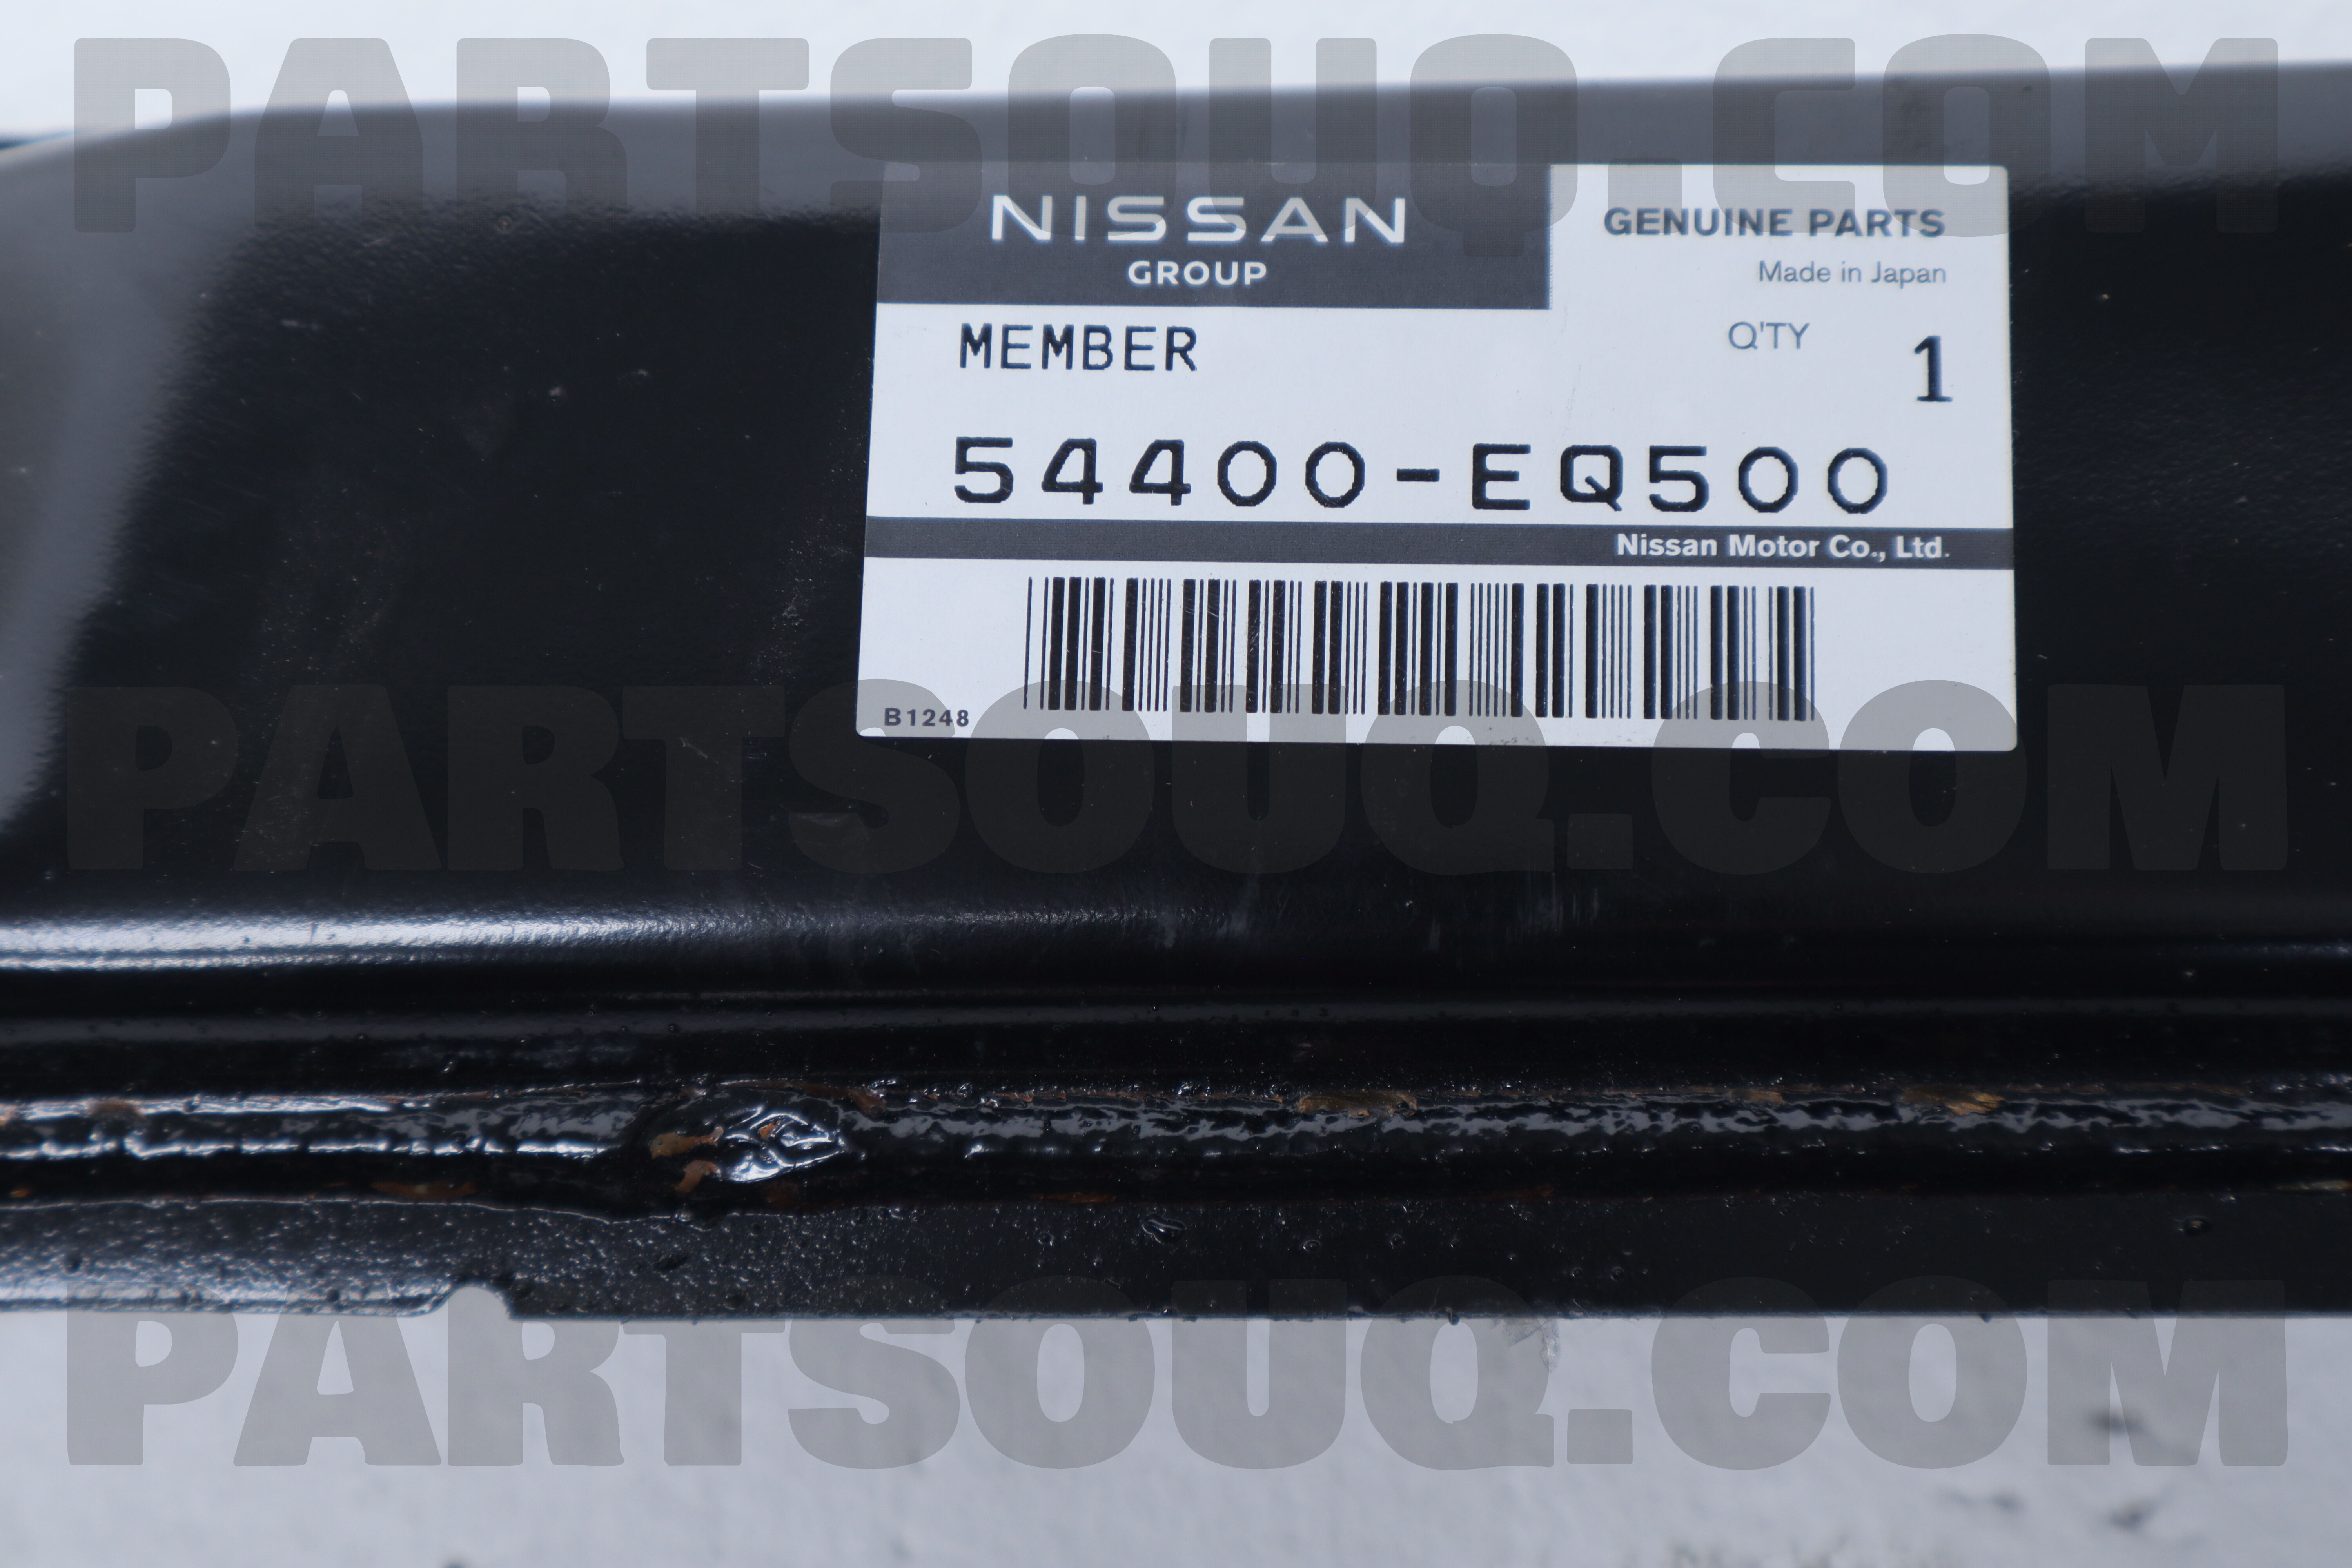 PARTSOUQ.COM
NISSAN
GROUP
GENUINE PARTS
Made in Japan
MEMBER
Q'TY 1
54400-EQ500
Nissan Motor Co., Ltd.
B1248
PARTSOUQ.COM
PARTSOUQ.COM